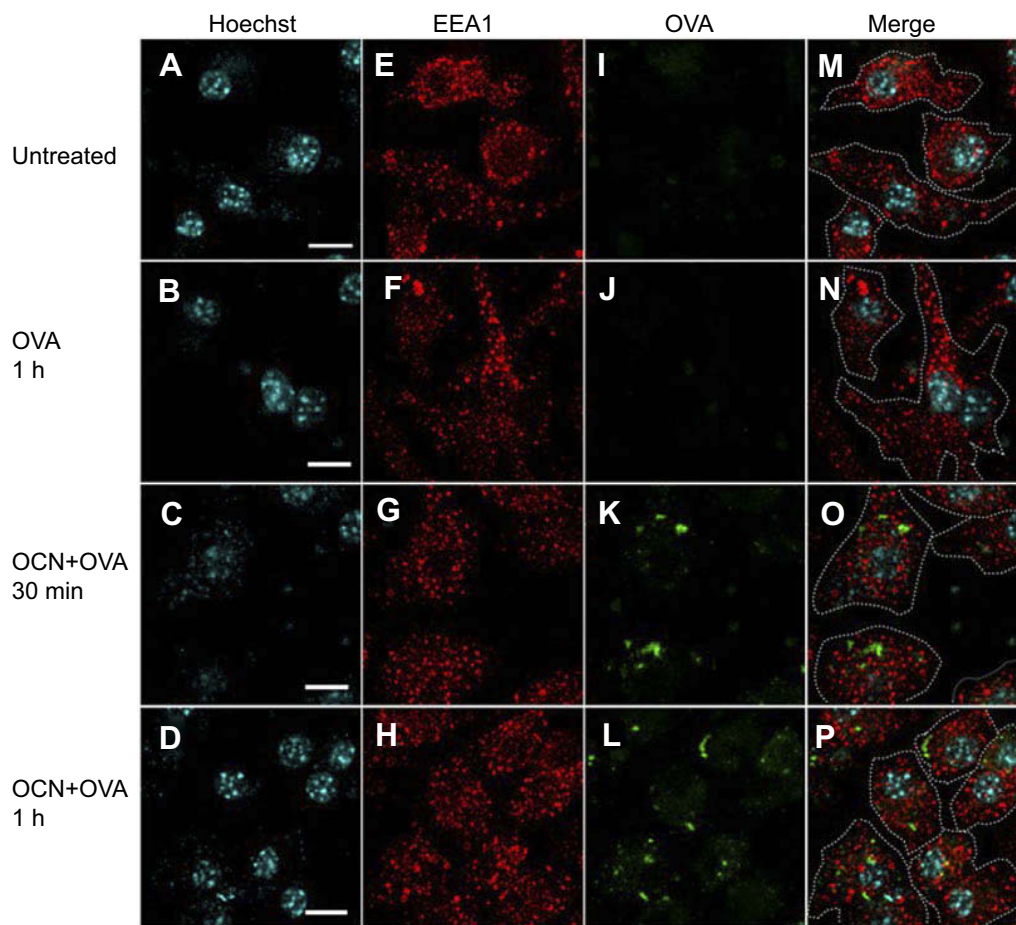 Hoechst EEA1 OVA Merge
A E I M
Untreated
B F J N
OVA
1 h
C G K O
OCN+OVA
30 min
D H L P
OCN+OVA
1 h